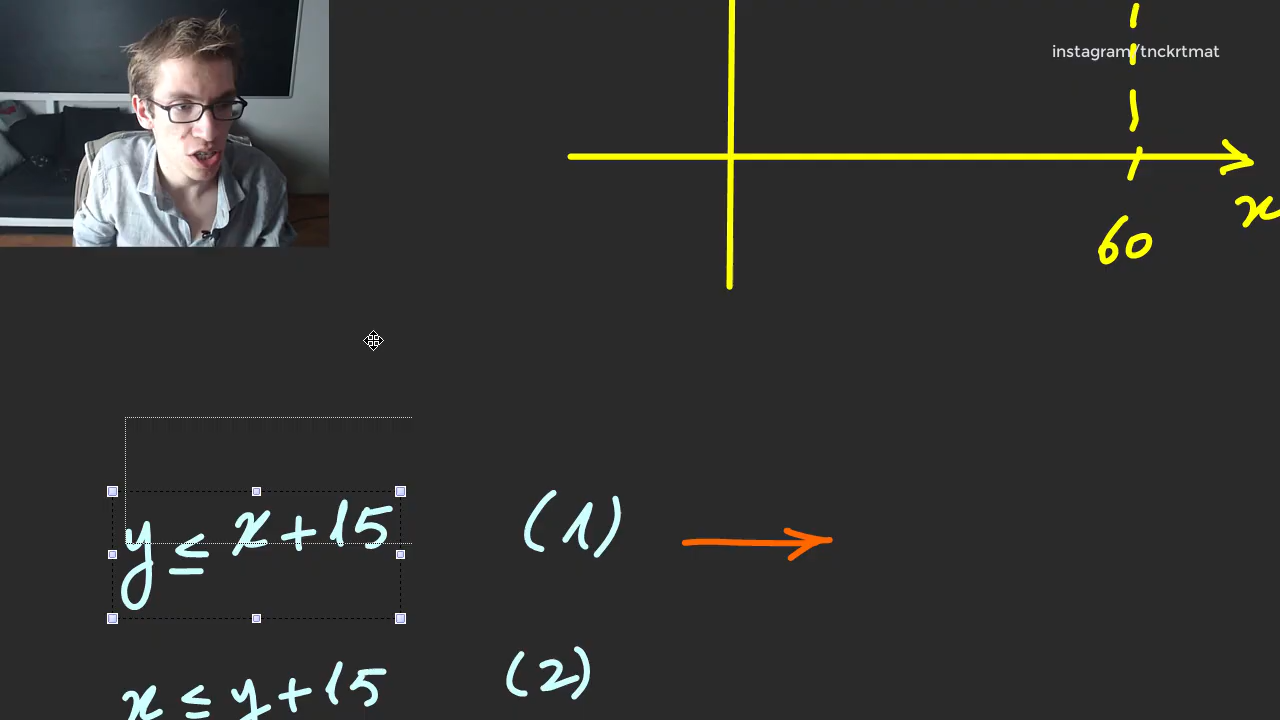 instagram/tnckrtmat
x
60
y ≤ x+15 (1)
x ≤ y+15 (2)